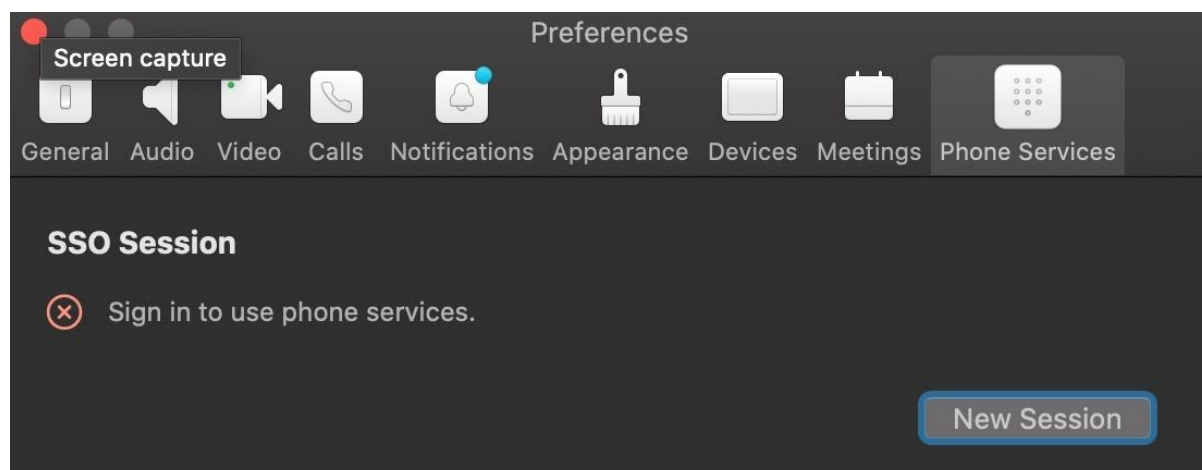 Preferences
Screen capture
General Audio Video Calls Notifications Appearance Devices Meetings Phone Services
SSO Session
Sign in to use phone services.
New Session